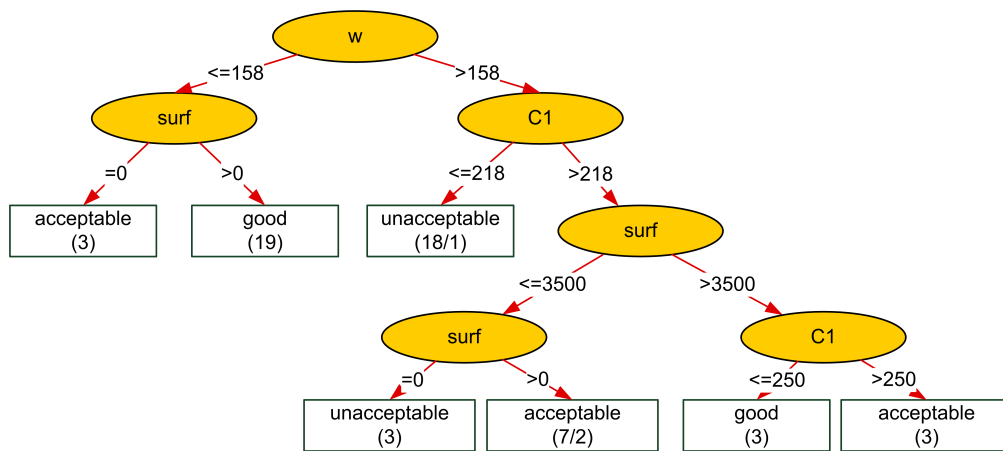 w
<=158
>158
surf
C1
=0
>0
<=218
>218
acceptable
(3)
good
(19)
unacceptable
(18/1)
surf
<=3500
>3500
surf
C1
=0
>0
<=250
>250
unacceptable
(3)
acceptable
(7/2)
good
(3)
acceptable
(3)